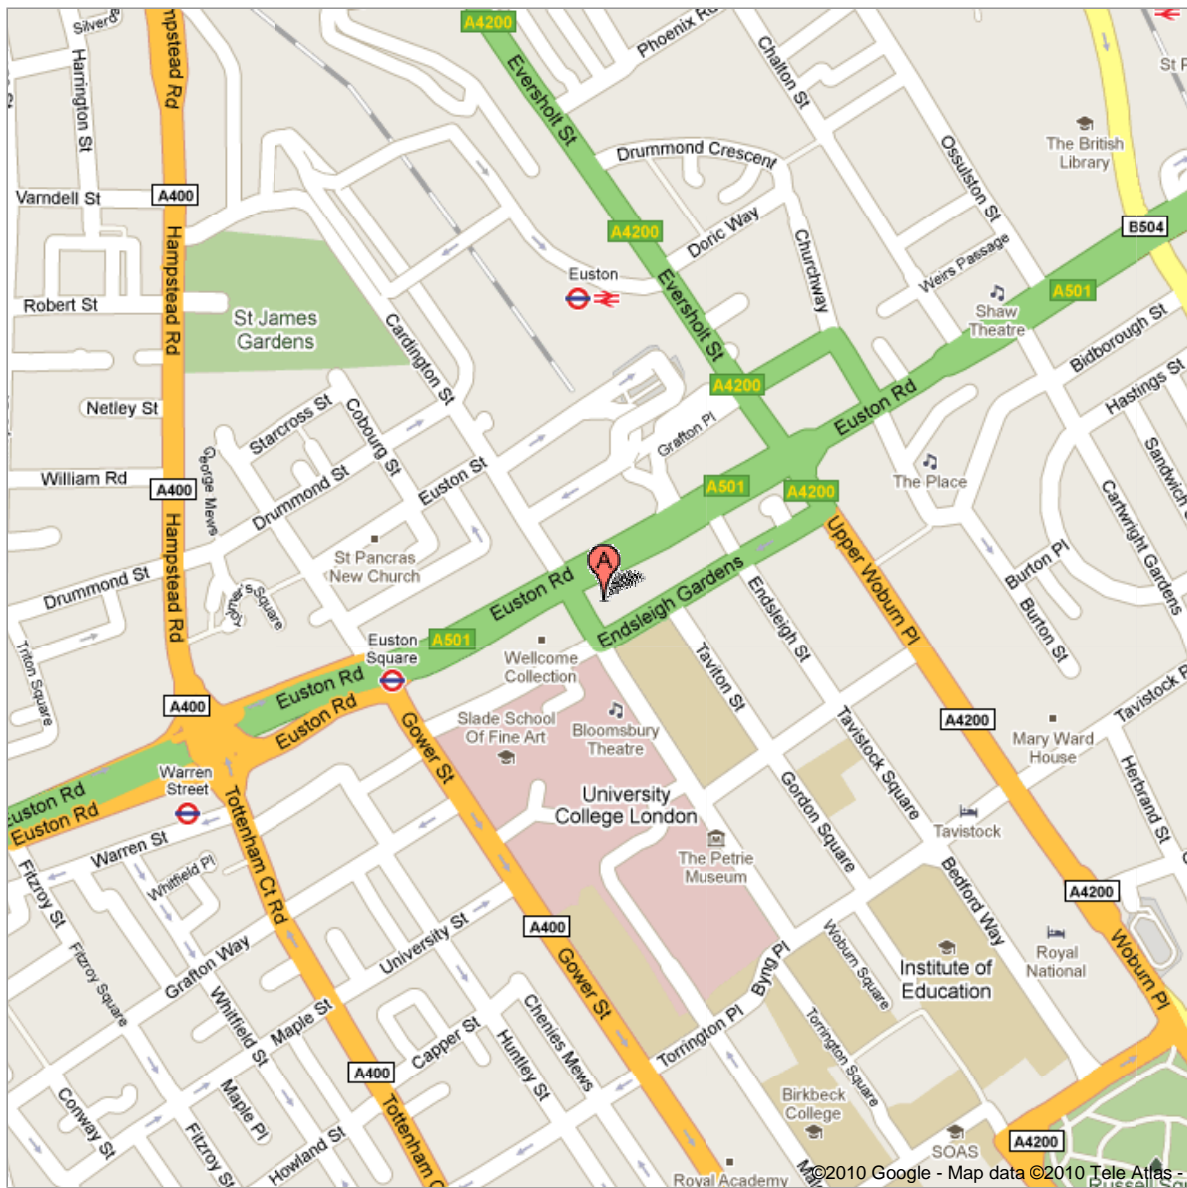 A4200
Silverd
mpstead Rd
Harrington St
Eversholt St
Phoenix Rd
Chalton St
St P
The British
Library
Drummond Crescent
Ossulston St
Varndell St
A400
A4200
Doric Way
Churchway
B504
Hampstead Rd
Weirs Passage
Euston
A501
Robert St
St James
Gardens
Cardington St
Eversholt St
Shaw
Theatre
Bidborough St
A4200
Hastings St
Netley St
Starcross St
Cobourg St
Euston Rd
Grafton Pl
Sandwich
George Mews
William Rd
A400
Drummond St
Euston St
A501
A4200
The Place
Cartwright Gardens
Hampstead Rd
St Pancras
New Church
A
Upper Woburn Pl
Burton Pl
Drummond St
Euston Rd
Endsleigh Gardens
Endsleigh St
Burton St
Triton Square
Euston
Square
A501
Wellcome
Collection
Taviton St
Tavistock P
Euston Rd
A400
Euston Rd
Gower St
Slade School
Of Fine Art
Bloomsbury
Theatre
Tavistock Square
A4200
Mary Ward
House
Herbrand St
Warren
Street
Euston Rd
Euston Rd
University
College London
Gordon Square
Tavistock
Warren St
Tottenham Ct Rd
The Petrie
Museum
Whitfield Pl
Fitzroy St
Bedford Way
A4200
A400
University St
Grafton Way
Fitzroy Square
Woburn Square
Institute of
Education
Royal
National
Woburn Pl
Byng Pl
Gower St
Whitfield St
Maple St
Chenies Mews
Huntley St
Capper St
Torrington Pl
Torrington Square
A400
Maple Pl
Conway St
Fitzroy St
Howland St
Tottenham C
Birkbeck
College
SOAS
A4200
Royal Academy
Male
©2010 Google - Map data ©2010 Tele Atlas -
Russell Squ